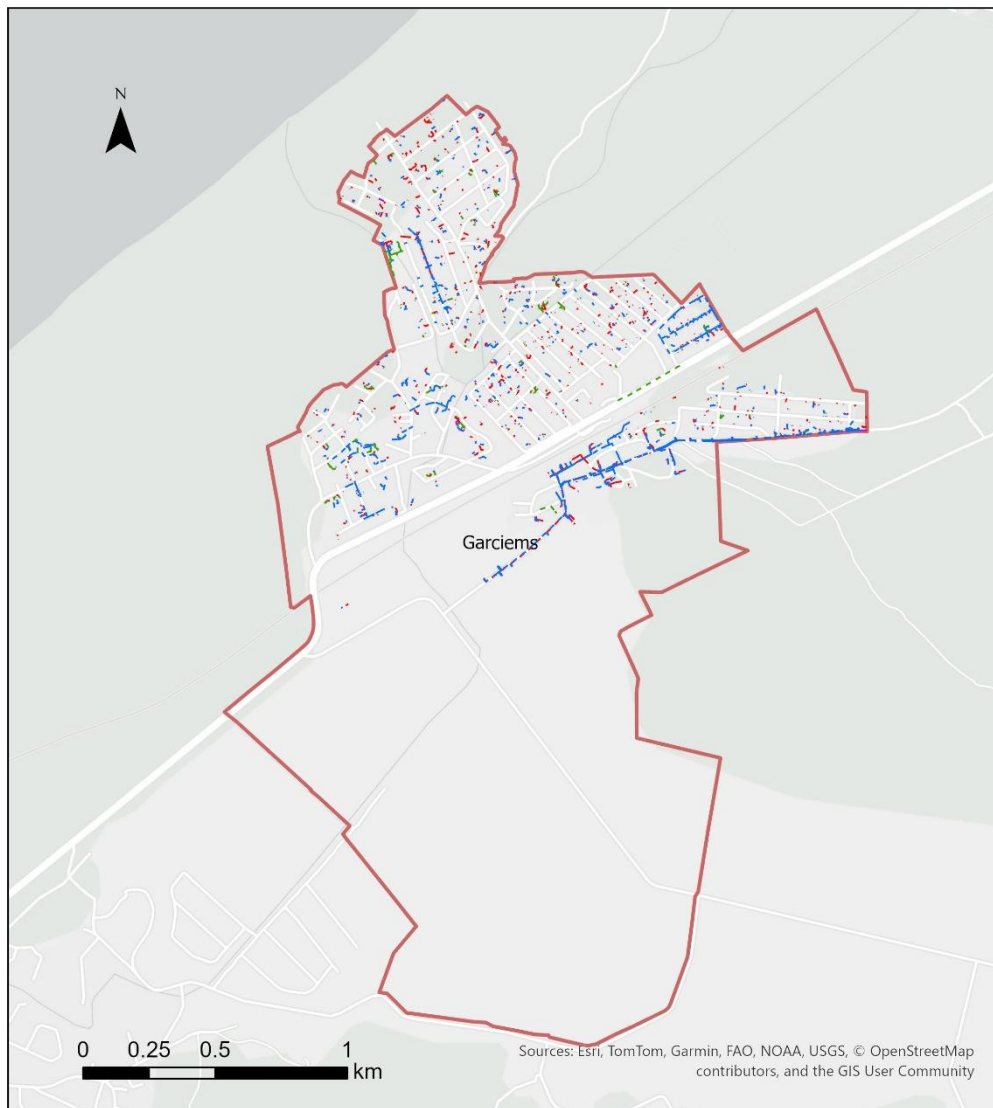 N
Garciems
0 0.25 0.5 1
km
Sources: Esri, TomTom, Garmin, FAO, NOAA, USGS, © OpenStreetMap
contributors, and the GIS User Community